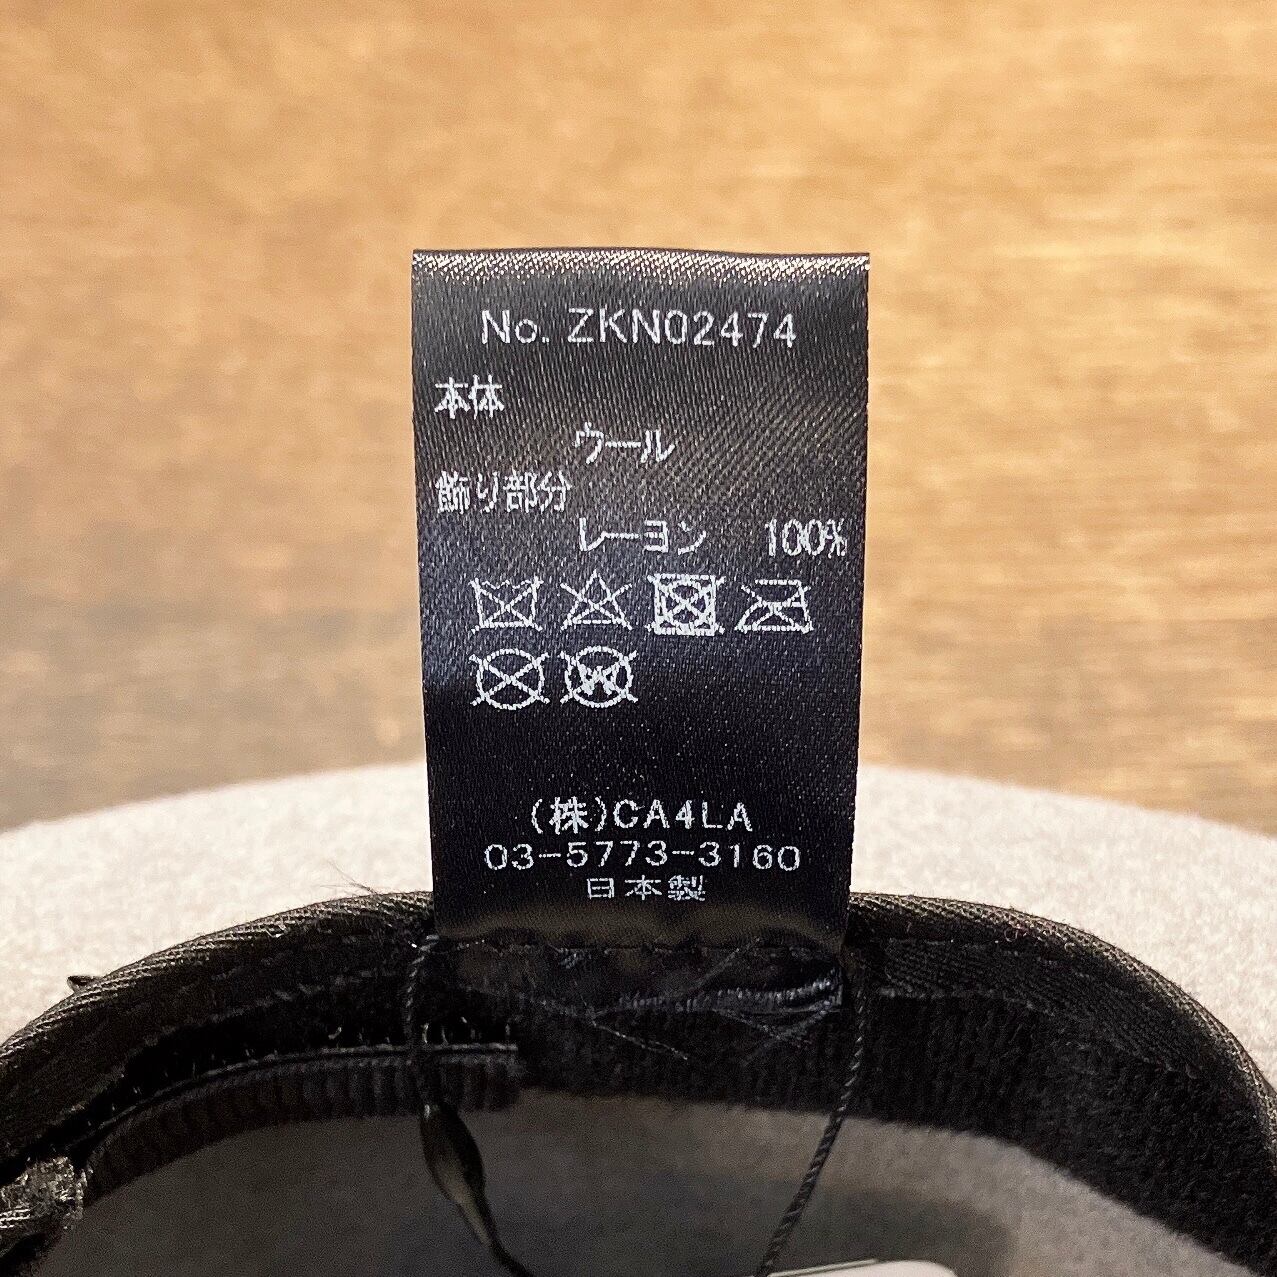 No. ZKN02474
本体
ウール
飾り部分
レーヨン 100%
(株)CA4LA
03-5773-3160
日本製